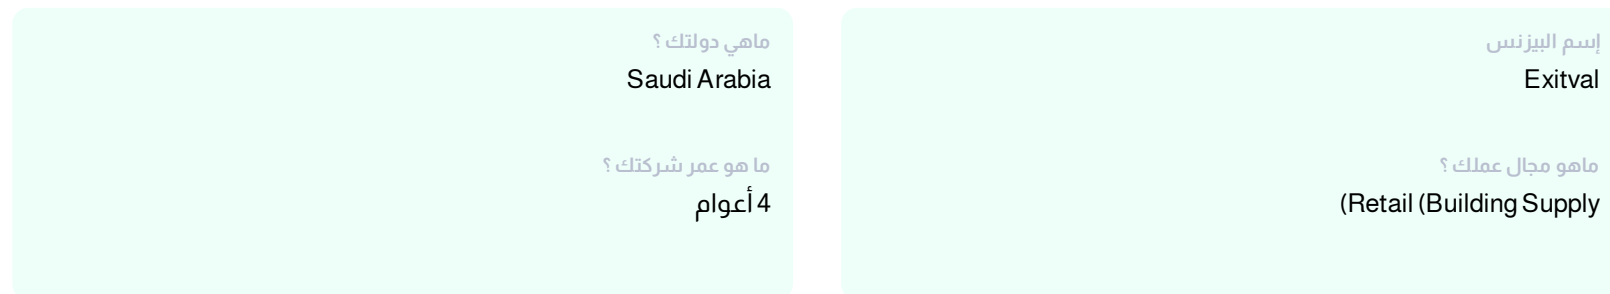 إسم البيزنس
Exitval
ماهو مجال عملك ؟
(Retail (Building Supply
ماهي دولتك ؟
Saudi Arabia
ما هو عمر شركتك ؟
4 أعوام